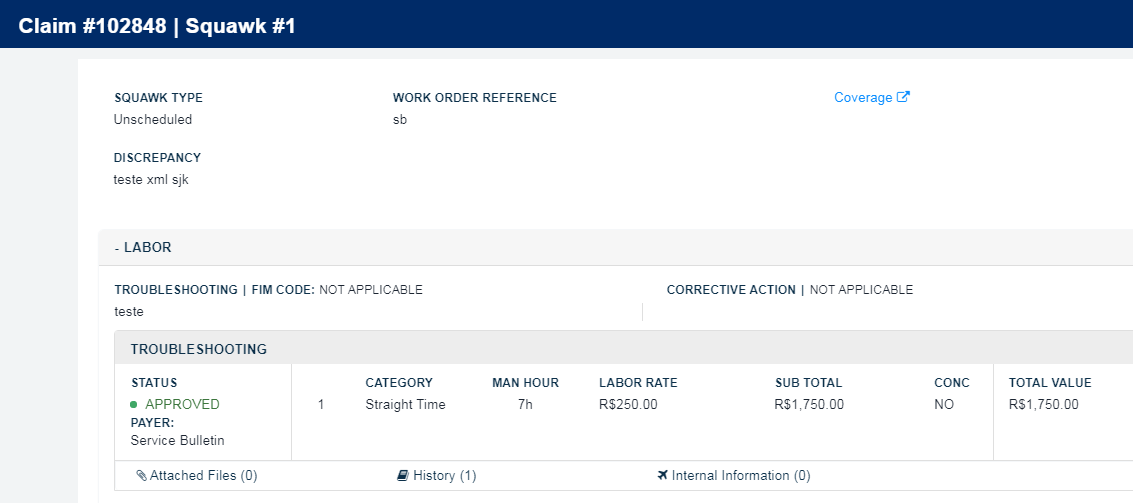 Claim #102848 | Squawk #1
SQUAWK TYPE WORK ORDER REFERENCE Coverage
Unscheduled sb
DISCREPANCY
teste xml sjk
- LABOR
TROUBLESHOOTING | FIM CODE: NOT APPLICABLE CORRECTIVE ACTION | NOT APPLICABLE
teste
TROUBLESHOOTING
STATUS CATEGORY MAN HOUR LABOR RATE SUB TOTAL CONC TOTAL VALUE
APPROVED 1 Straight Time 7h R$250.00 R$1,750.00 NO R$1,750.00
PAYER:
Service Bulletin
Attached Files (0) History (1) Internal Information (0)